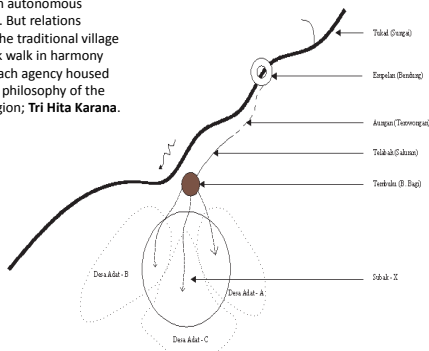 n autonomous
. But relations
he traditional village
k walk in harmony
ach agency housed
philosophy of the
gion; Tri Hita Karana.
Tukad (Sungai)
Empelan (Bendung)
Aungan (Terowongan)
Telabah (Saluran)
Tembuku (B. Bagi)
Subak - X
Desa Adat - B
Desa Adat - A
Desa Adat - C